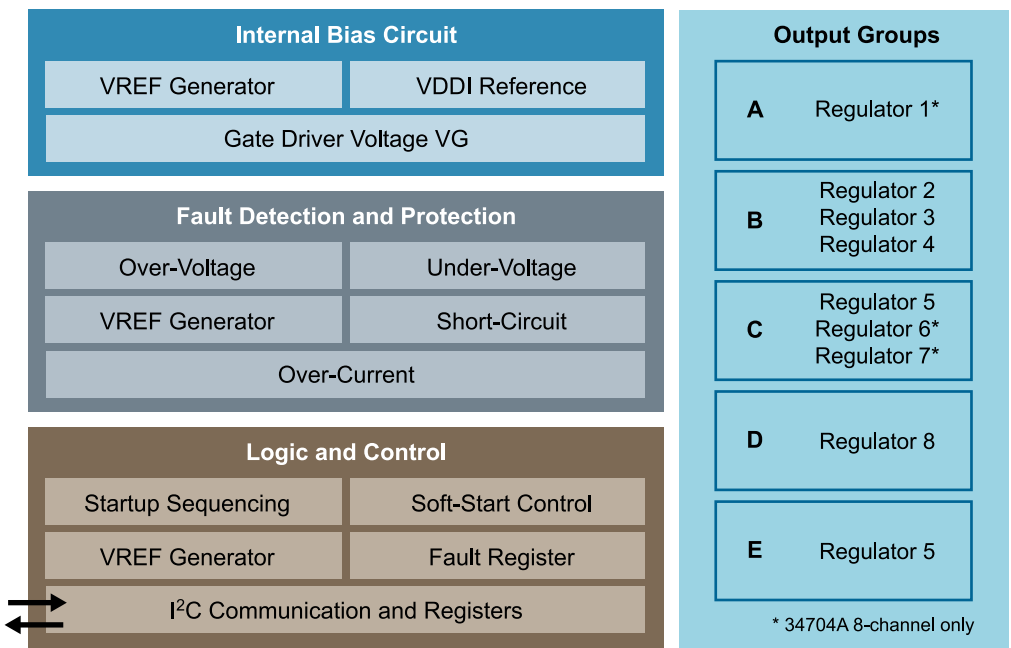 Internal Bias Circuit
VREF Generator
VDDI Reference
Gate Driver Voltage VG
Fault Detection and Protection
Over-Voltage
Under-Voltage
VREF Generator
Short-Circuit
Over-Current
Logic and Control
Startup Sequencing
Soft-Start Control
VREF Generator
Fault Register
I²C Communication and Registers
Output Groups
A Regulator 1*
B
Regulator 2
Regulator 3
Regulator 4
C
Regulator 5
Regulator 6*
Regulator 7*
D Regulator 8
E Regulator 5
* 34704A 8-channel only